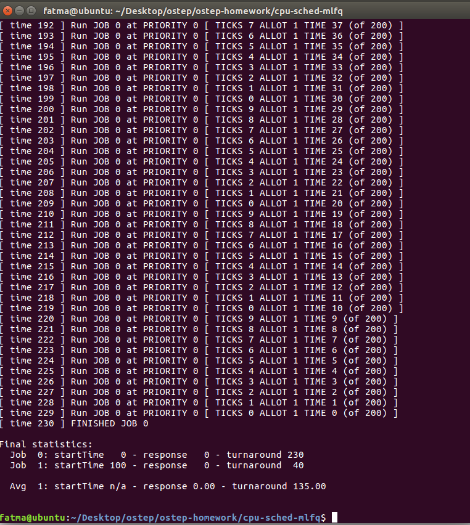 fatma@ubuntu: ~/Desktop/ostep/ostep-homework/cpu-sched-mlfq
[ time 192 ] Run JOB 0 at PRIORITY 0 [ TICKS 7 ALLOT 1 TIME 37 (of 200) ]
[ time 193 ] Run JOB 0 at PRIORITY 0 [ TICKS 6 ALLOT 1 TIME 36 (of 200) ]
[ time 194 ] Run JOB 0 at PRIORITY 0 [ TICKS 5 ALLOT 1 TIME 35 (of 200) ]
[ time 195 ] Run JOB 0 at PRIORITY 0 [ TICKS 4 ALLOT 1 TIME 34 (of 200) ]
[ time 196 ] Run JOB 0 at PRIORITY 0 [ TICKS 3 ALLOT 1 TIME 33 (of 200) ]
[ time 197 ] Run JOB 0 at PRIORITY 0 [ TICKS 2 ALLOT 1 TIME 32 (of 200) ]
[ time 198 ] Run JOB 0 at PRIORITY 0 [ TICKS 1 ALLOT 1 TIME 31 (of 200) ]
[ time 199 ] Run JOB 0 at PRIORITY 0 [ TICKS 0 ALLOT 1 TIME 30 (of 200) ]
[ time 200 ] Run JOB 0 at PRIORITY 0 [ TICKS 9 ALLOT 1 TIME 29 (of 200) ]
[ time 201 ] Run JOB 0 at PRIORITY 0 [ TICKS 8 ALLOT 1 TIME 28 (of 200) ]
[ time 202 ] Run JOB 0 at PRIORITY 0 [ TICKS 7 ALLOT 1 TIME 27 (of 200) ]
[ time 203 ] Run JOB 0 at PRIORITY 0 [ TICKS 6 ALLOT 1 TIME 26 (of 200) ]
[ time 204 ] Run JOB 0 at PRIORITY 0 [ TICKS 5 ALLOT 1 TIME 25 (of 200) ]
[ time 205 ] Run JOB 0 at PRIORITY 0 [ TICKS 4 ALLOT 1 TIME 24 (of 200) ]
[ time 206 ] Run JOB 0 at PRIORITY 0 [ TICKS 3 ALLOT 1 TIME 23 (of 200) ]
[ time 207 ] Run JOB 0 at PRIORITY 0 [ TICKS 2 ALLOT 1 TIME 22 (of 200) ]
[ time 208 ] Run JOB 0 at PRIORITY 0 [ TICKS 1 ALLOT 1 TIME 21 (of 200) ]
[ time 209 ] Run JOB 0 at PRIORITY 0 [ TICKS 0 ALLOT 1 TIME 20 (of 200) ]
[ time 210 ] Run JOB 0 at PRIORITY 0 [ TICKS 9 ALLOT 1 TIME 19 (of 200) ]
[ time 211 ] Run JOB 0 at PRIORITY 0 [ TICKS 8 ALLOT 1 TIME 18 (of 200) ]
[ time 212 ] Run JOB 0 at PRIORITY 0 [ TICKS 7 ALLOT 1 TIME 17 (of 200) ]
[ time 213 ] Run JOB 0 at PRIORITY 0 [ TICKS 6 ALLOT 1 TIME 16 (of 200) ]
[ time 214 ] Run JOB 0 at PRIORITY 0 [ TICKS 5 ALLOT 1 TIME 15 (of 200) ]
[ time 215 ] Run JOB 0 at PRIORITY 0 [ TICKS 4 ALLOT 1 TIME 14 (of 200) ]
[ time 216 ] Run JOB 0 at PRIORITY 0 [ TICKS 3 ALLOT 1 TIME 13 (of 200) ]
[ time 217 ] Run JOB 0 at PRIORITY 0 [ TICKS 2 ALLOT 1 TIME 12 (of 200) ]
[ time 218 ] Run JOB 0 at PRIORITY 0 [ TICKS 1 ALLOT 1 TIME 11 (of 200) ]
[ time 219 ] Run JOB 0 at PRIORITY 0 [ TICKS 0 ALLOT 1 TIME 10 (of 200) ]
[ time 220 ] Run JOB 0 at PRIORITY 0 [ TICKS 9 ALLOT 1 TIME 9 (of 200) ]
[ time 221 ] Run JOB 0 at PRIORITY 0 [ TICKS 8 ALLOT 1 TIME 8 (of 200) ]
[ time 222 ] Run JOB 0 at PRIORITY 0 [ TICKS 7 ALLOT 1 TIME 7 (of 200) ]
[ time 223 ] Run JOB 0 at PRIORITY 0 [ TICKS 6 ALLOT 1 TIME 6 (of 200) ]
[ time 224 ] Run JOB 0 at PRIORITY 0 [ TICKS 5 ALLOT 1 TIME 5 (of 200) ]
[ time 225 ] Run JOB 0 at PRIORITY 0 [ TICKS 4 ALLOT 1 TIME 4 (of 200) ]
[ time 226 ] Run JOB 0 at PRIORITY 0 [ TICKS 3 ALLOT 1 TIME 3 (of 200) ]
[ time 227 ] Run JOB 0 at PRIORITY 0 [ TICKS 2 ALLOT 1 TIME 2 (of 200) ]
[ time 228 ] Run JOB 0 at PRIORITY 0 [ TICKS 1 ALLOT 1 TIME 1 (of 200) ]
[ time 229 ] Run JOB 0 at PRIORITY 0 [ TICKS 0 ALLOT 1 TIME 0 (of 200) ]
[ time 230 ] FINISHED JOB 0
Final statistics:
  Job  0: startTime   0 - response   0 - turnaround 230
  Job  1: startTime 100 - response   0 - turnaround  40
  Avg  1: startTime n/a - response 0.00 - turnaround 135.00
fatma@ubuntu:~/Desktop/ostep/ostep-homework/cpu-sched-mlfq$